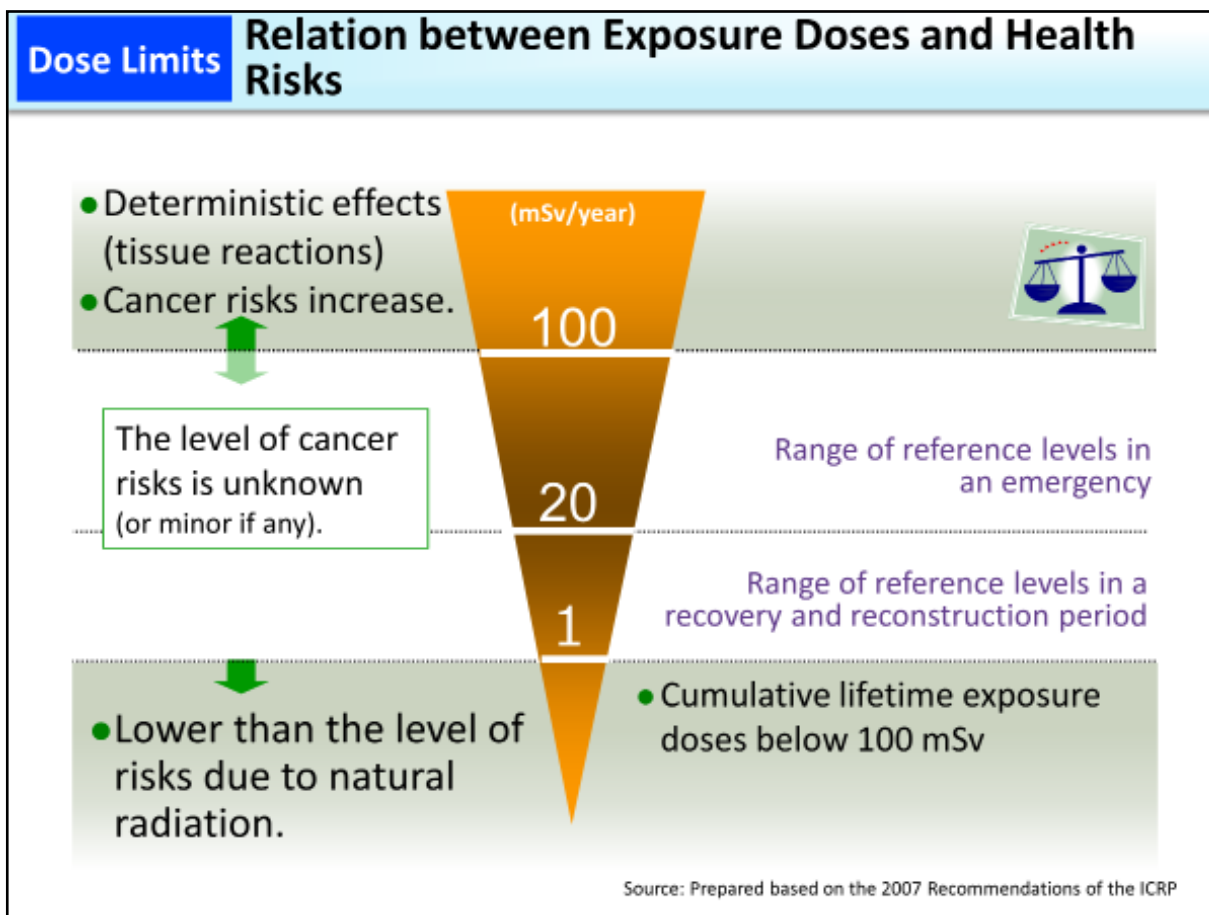 Dose Limits
Relation between Exposure Doses and Health
Risks
● Deterministic effects
(tissue reactions)
● Cancer risks increase.
(mSv/year)
100
The level of cancer
risks is unknown
(or minor if any).
Range of reference levels in
an emergency
20
Range of reference levels in a
recovery and reconstruction period
1
● Lower than the level of
risks due to natural
radiation.
● Cumulative lifetime exposure
doses below 100 mSv
Source: Prepared based on the 2007 Recommendations of the ICRP